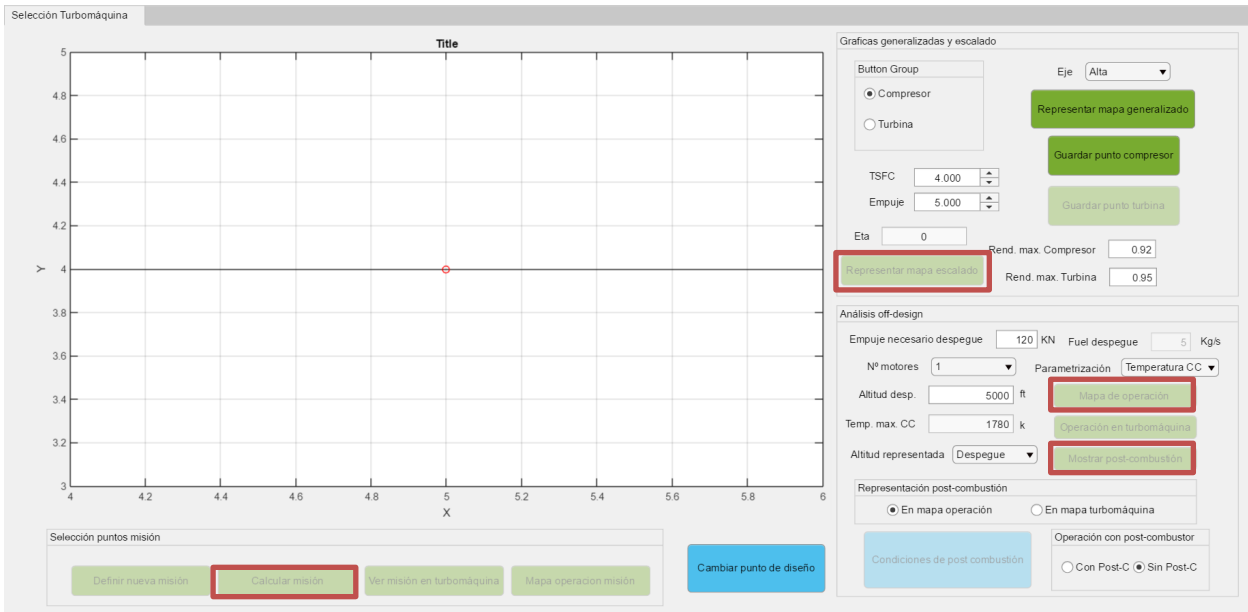 Selección Turbomáquina
Title
5
4.8
4.6
4.4
4.2
4
3.8
3.6
3.4
3.2
3
Y
4 4.2 4.4 4.6 4.8 5 5.2 5.4 5.6 5.8 6
X
Selección puntos misión
Definir nueva misión Calcular misión Ver misión en turbomáquina Mapa operacion misión
Cambiar punto de diseño
Graficas generalizadas y escalado
Button Group
Compresor
Turbina
Eje Alta
Representar mapa generalizado
Guardar punto compresor
Guardar punto turbina
TSFC 4.000
Empuje 5.000
Eta 0
Representar mapa escalado
Rend. max. Compresor 0.92
Rend. max. Turbina 0.95
Análisis off-design
Empuje necesario despegue 120 KN Fuel despegue 5 Kg/s
Nº motores 1 Parametrización Temperatura CC
Altitud desp. 5000 ft Mapa de operación
Temp. max. CC 1780 k Operación en turbomáquina
Altitud representada Despegue Mostrar post-combustión
Representación post-combustión
En mapa operación En mapa turbomáquina
Condiciones de post combustión
Operación con post-combustor
Con Post-C Sin Post-C